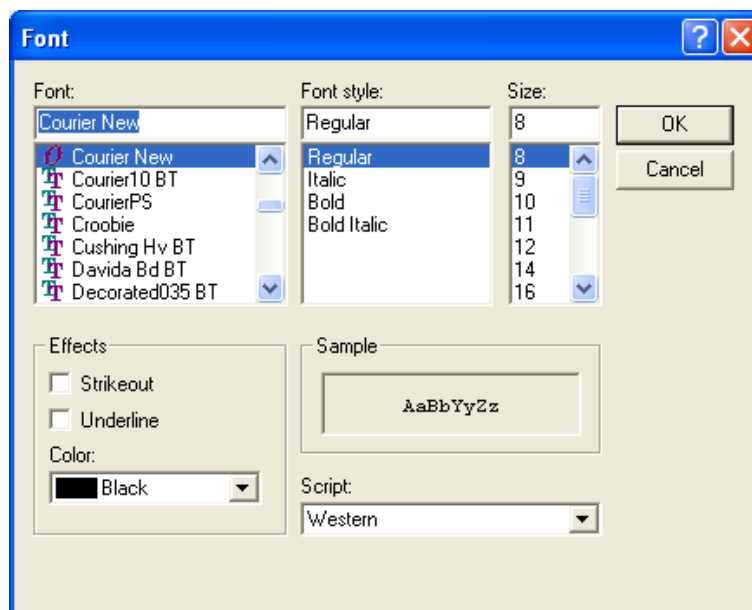 Font
Font: Font style: Size:
Courier New Regular 8 OK
Courier New Regular 8 Cancel
Courier10 BT Italic 9
CourierPS Bold 10
Croobie Bold Italic 11
Cushing Hv BT 12
Davida Bd BT 14
Decorated035 BT 16
Effects Sample
Strikeout
AaBbYyZz
Underline
Color:
Black Script:
Western